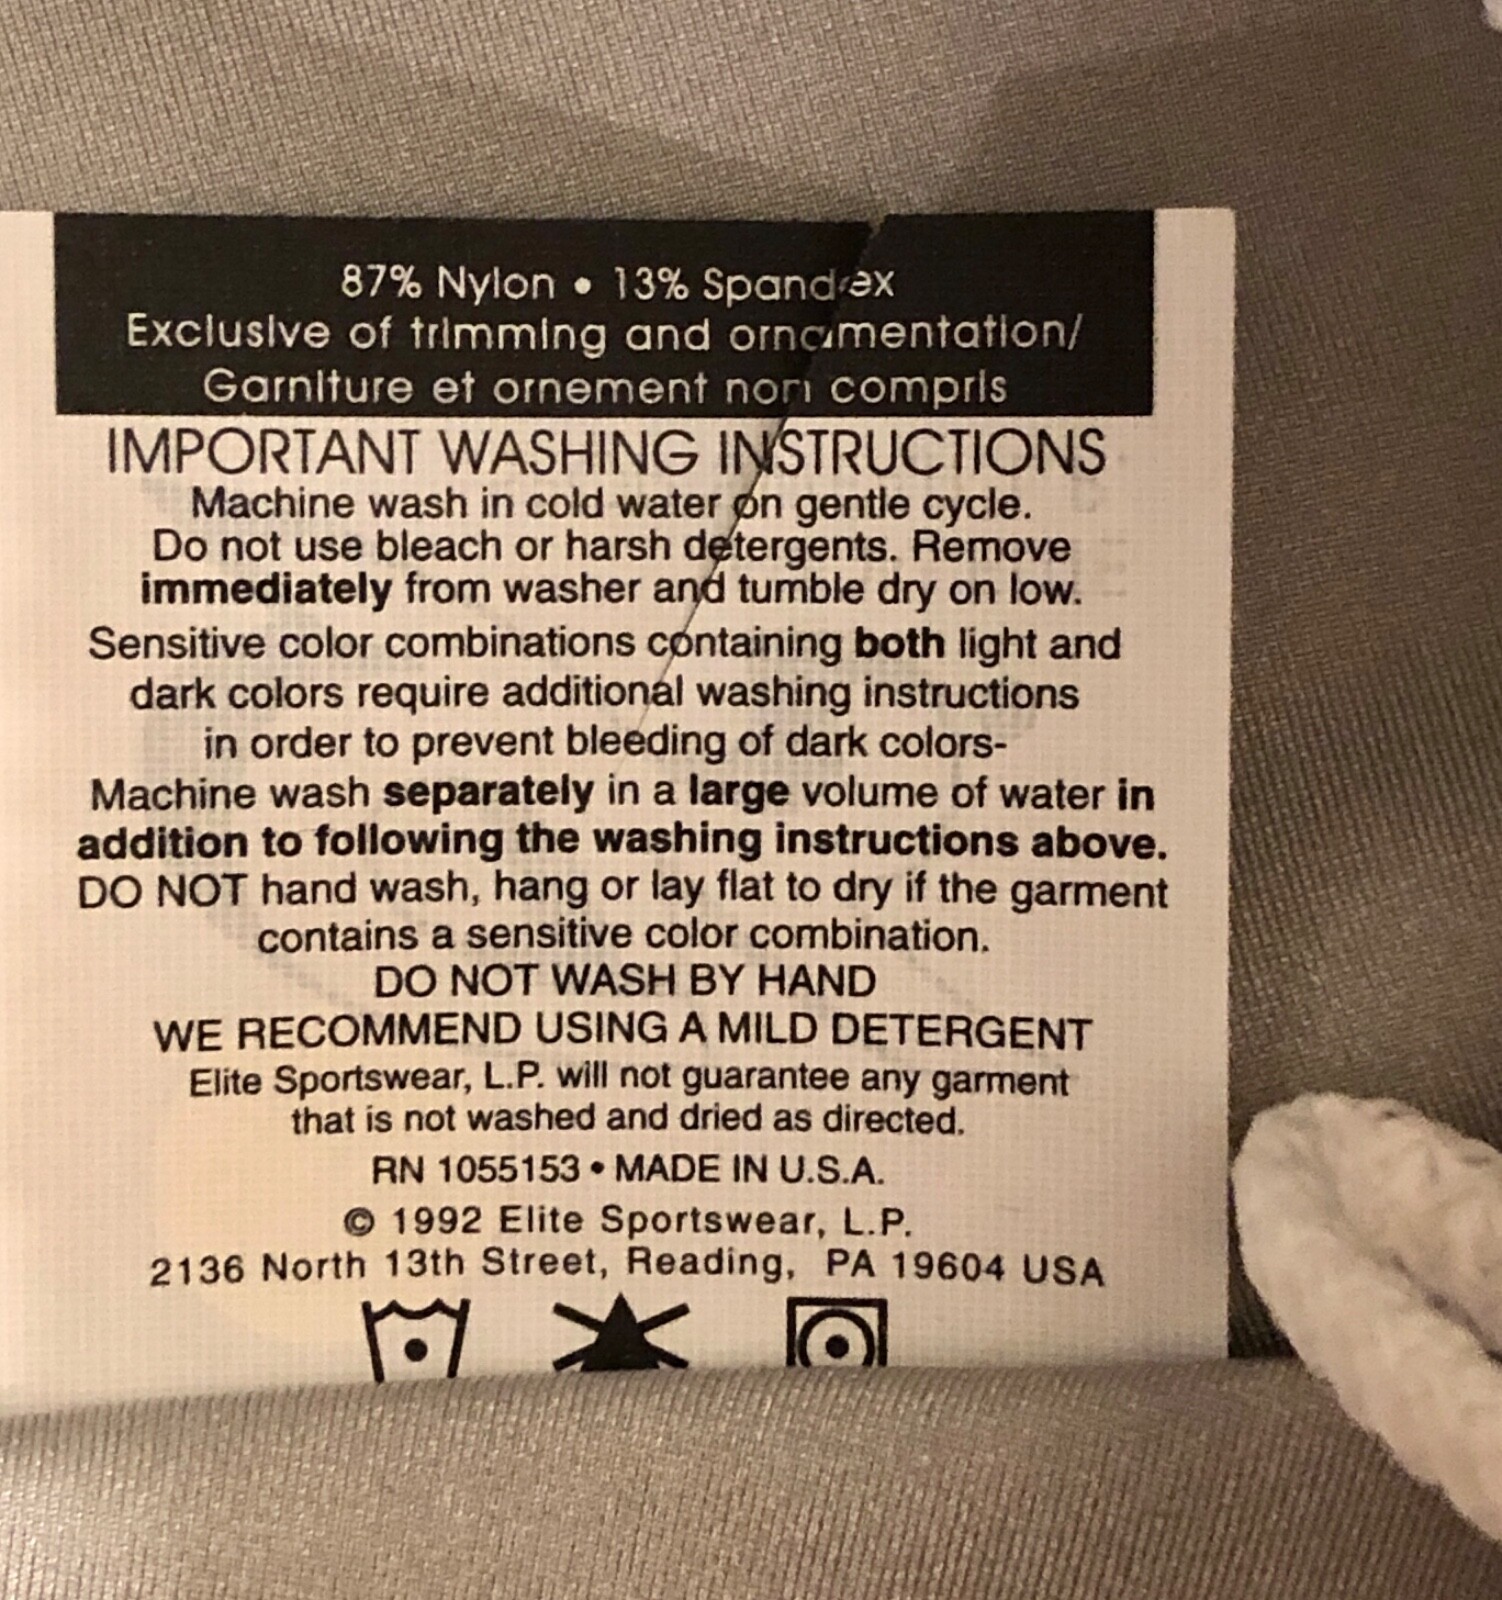 87% Nylon • 13% Spandex
Exclusive of trimming and ornamentation/
Garniture et ornement non compris
IMPORTANT WASHING INSTRUCTIONS
Machine wash in cold water on gentle cycle.
Do not use bleach or harsh detergents. Remove
immediately from washer and tumble dry on low.
Sensitive color combinations containing both light and
dark colors require additional washing instructions
in order to prevent bleeding of dark colors-
Machine wash separately in a large volume of water in
addition to following the washing instructions above.
DO NOT hand wash, hang or lay flat to dry if the garment
contains a sensitive color combination.
DO NOT WASH BY HAND
WE RECOMMEND USING A MILD DETERGENT
Elite Sportswear, L.P. will not guarantee any garment
that is not washed and dried as directed.
RN 1055153 • MADE IN U.S.A.
© 1992 Elite Sportswear, L.P.
2136 North 13th Street, Reading, PA 19604 USA